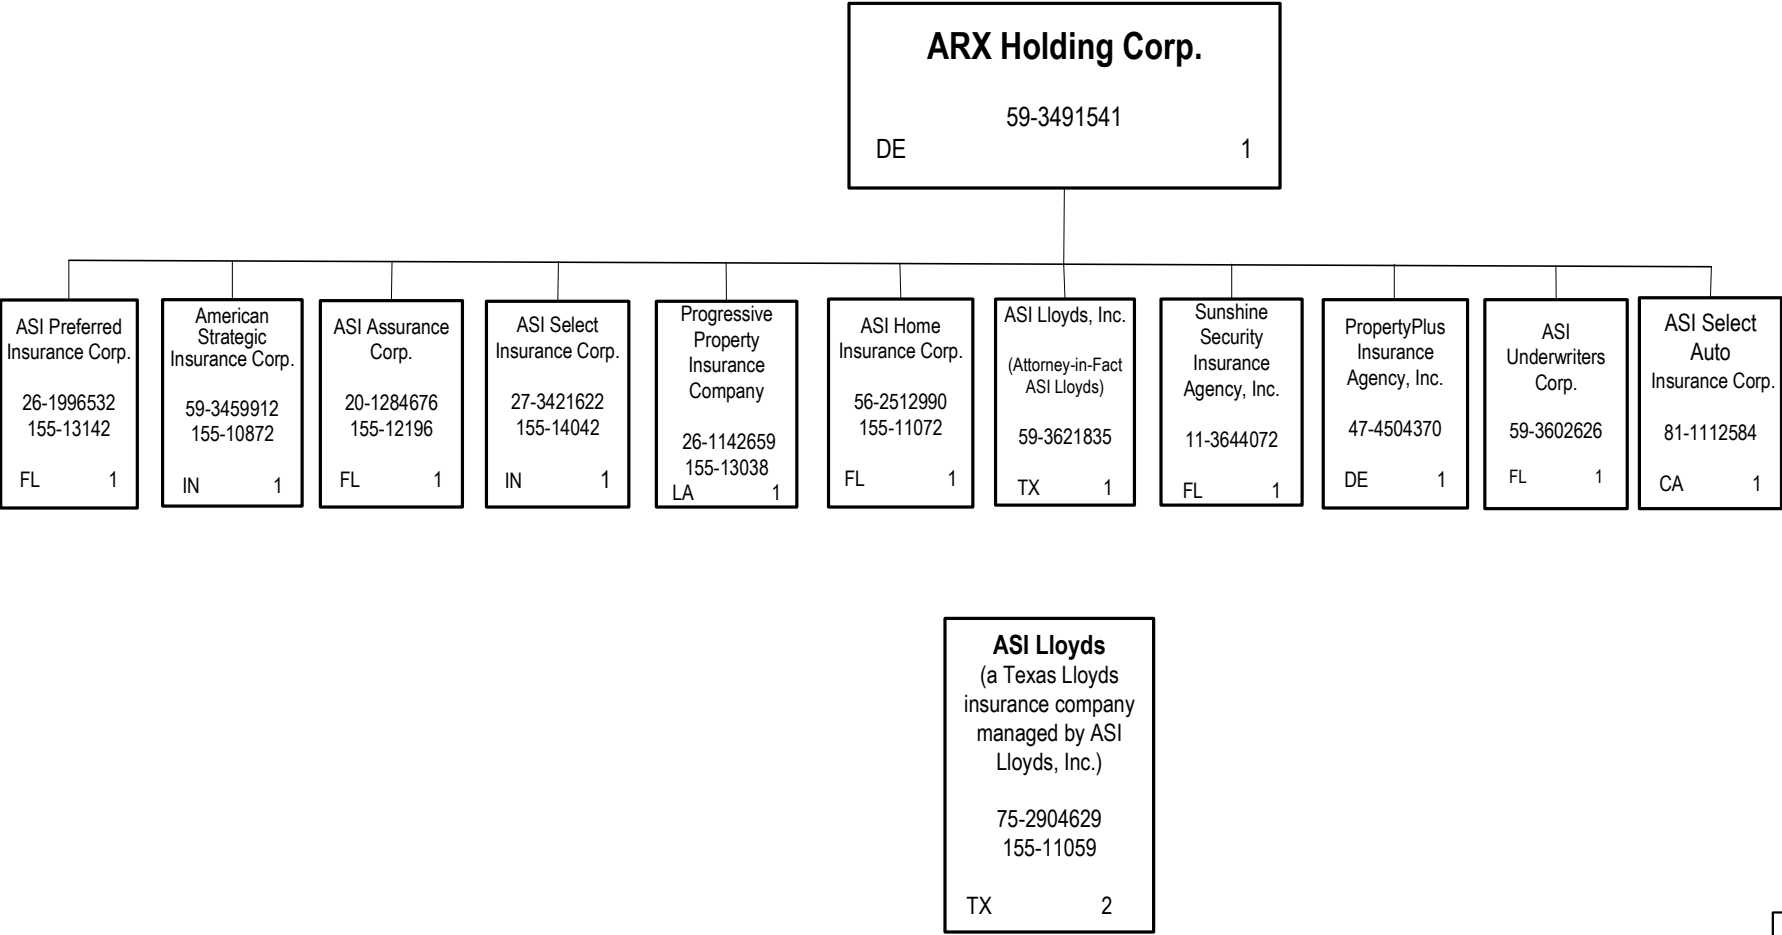 ARX Holding Corp.
59-3491541
DE 1
ASI Preferred
Insurance Corp.
26-1996532
155-13142
FL 1
American
Strategic
Insurance Corp.
59-3459912
155-10872
IN 1
ASI Assurance
Corp.
20-1284676
155-12196
FL 1
ASI Select
Insurance Corp.
27-3421622
155-14042
IN 1
Progressive
Property
Insurance
Company
26-1142659
155-13038
LA 1
ASI Home
Insurance Corp.
56-2512990
155-11072
FL 1
ASI Lloyds, Inc.
(Attorney-in-Fact
ASI Lloyds)
59-3621835
TX 1
Sunshine
Security
Insurance
Agency, Inc.
11-3644072
FL 1
PropertyPlus
Insurance
Agency, Inc.
47-4504370
DE 1
ASI
Underwriters
Corp.
59-3602626
FL 1
ASI Select
Auto
Insurance Corp.
81-1112584
CA 1
ASI Lloyds
(a Texas Lloyds
insurance company
managed by ASI
Lloyds, Inc.)
75-2904629
155-11059
TX 2